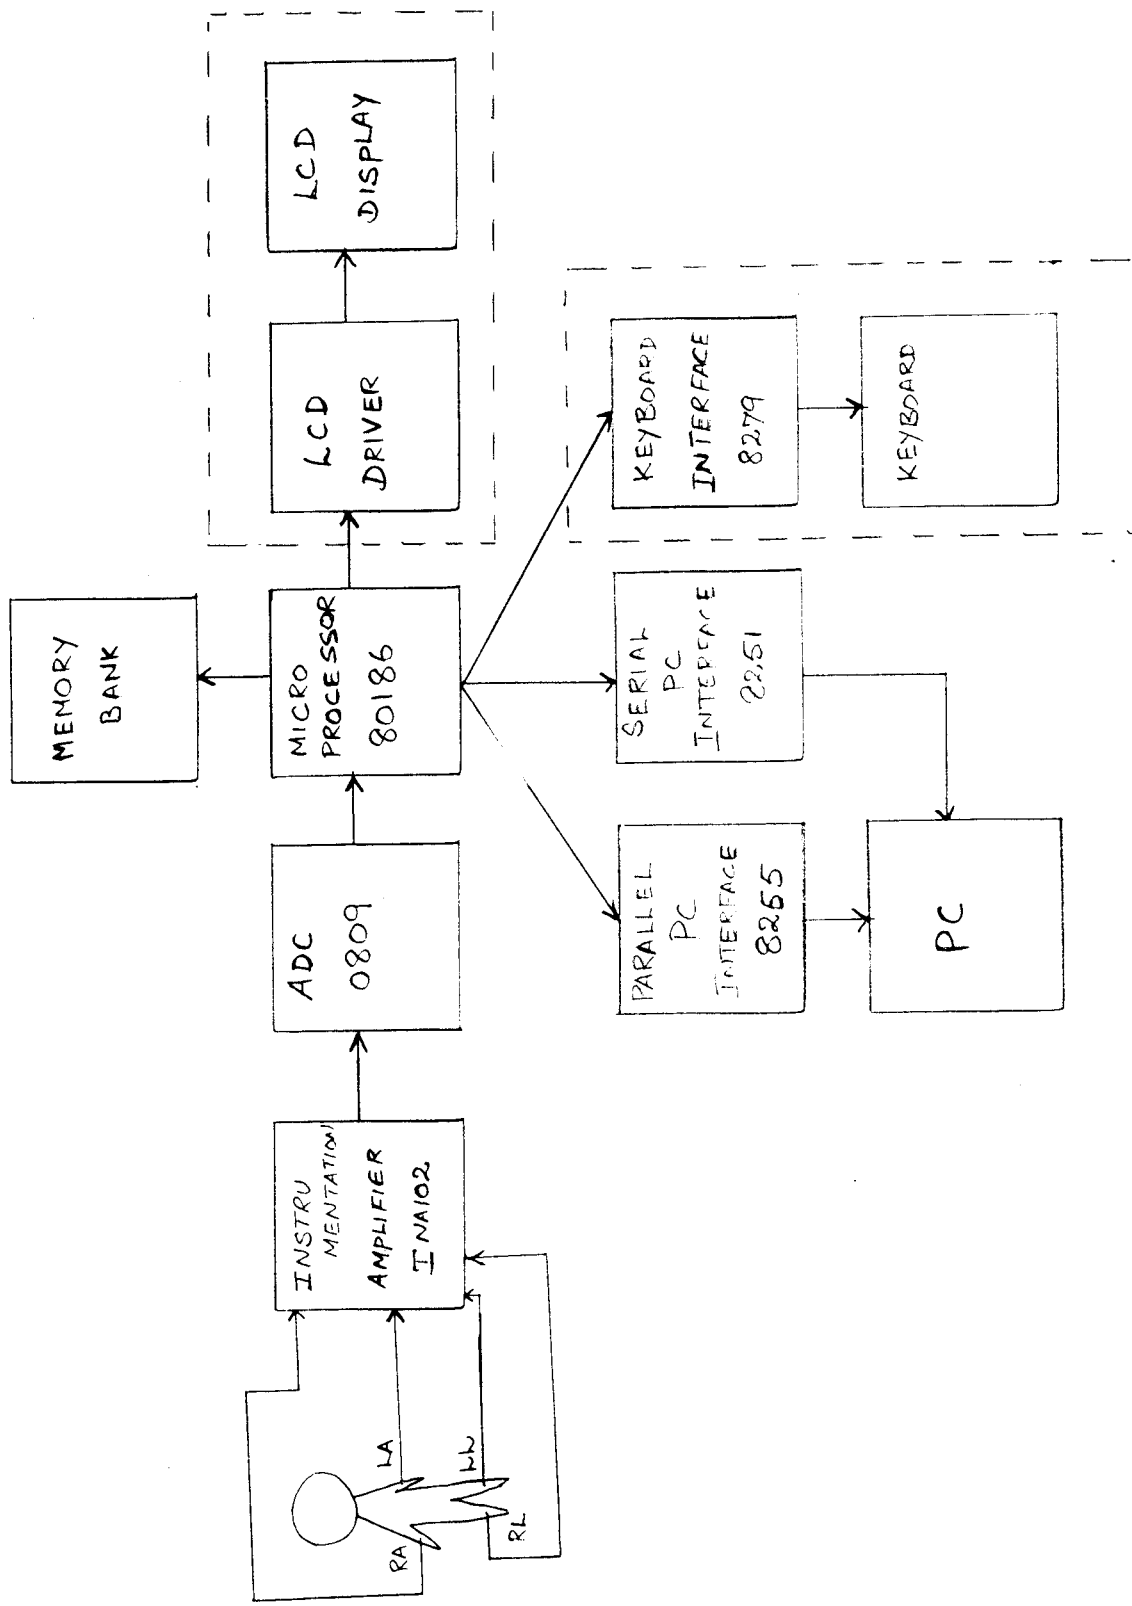 MEMORY
BANK
LCD
DRIVER
LCD
DISPLAY
MICRO
PROCESSOR
80186
ADC
0809
INSTRU
MENTATION
AMPLIFIER
INA102
RA
LA
LL
RL
PARALLEL
PC
INTERFACE
8255
SERIAL
PC
INTERFACE
8251
KEYBOARD
INTERFACE
8279
PC
KEYBOARD